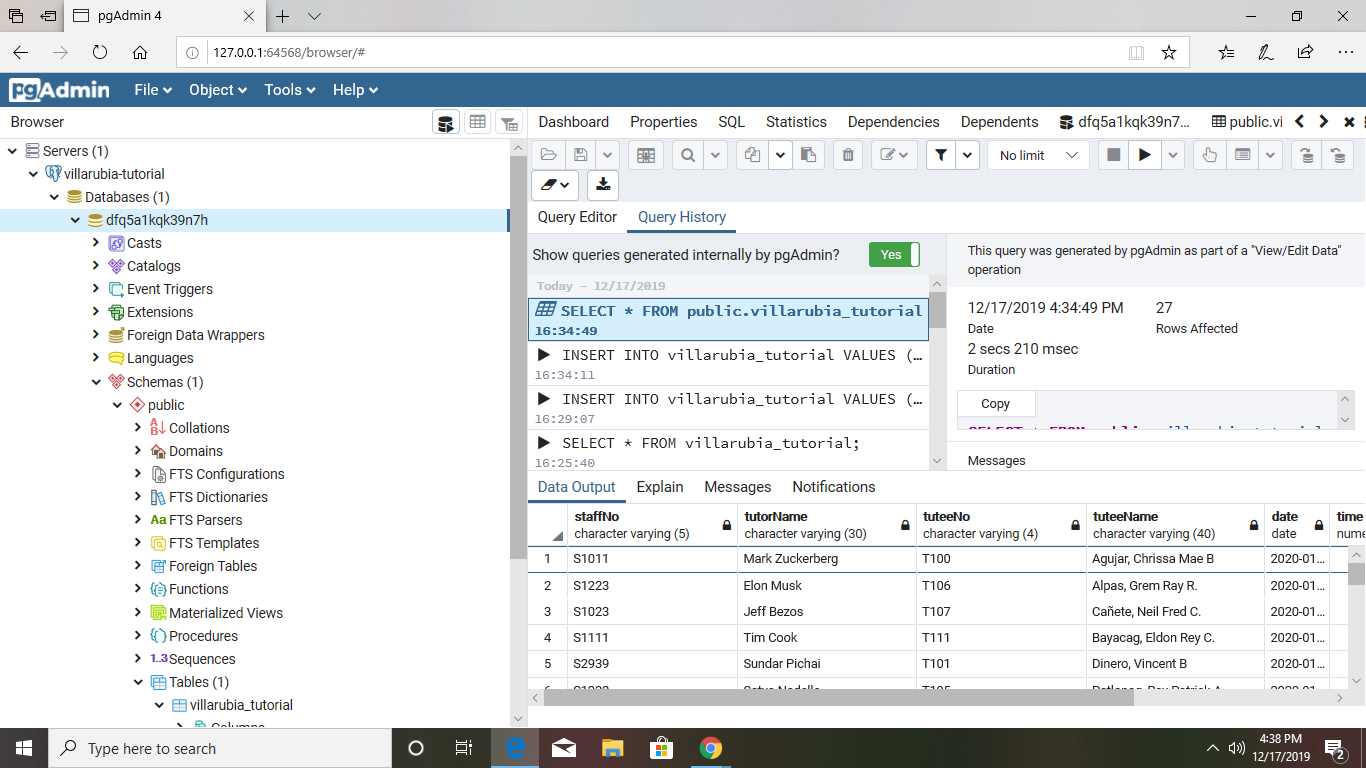 pgAdmin 4
127.0.0.1:64568/browser/#
pgAdmin File Object Tools Help
Browser
Dashboard Properties SQL Statistics Dependencies Dependents dfq5a1kqk39n7... public.vi
Servers (1)
villarubia-tutorial
Databases (1)
dfq5a1kqk39n7h
Casts
Catalogs
Event Triggers
Extensions
Foreign Data Wrappers
Languages
Schemas (1)
public
Collations
Domains
FTS Configurations
FTS Dictionaries
Aa FTS Parsers
FTS Templates
Foreign Tables
Functions
Materialized Views
Procedures
1..3 Sequences
Tables (1)
villarubia_tutorial
Columns
No limit
Query Editor Query History
Show queries generated internally by pgAdmin? Yes
Today - 12/17/2019
SELECT * FROM public.villarubia_tutorial
16:34:49
INSERT INTO villarubia_tutorial VALUES (…
16:34:11
INSERT INTO villarubia_tutorial VALUES (…
16:29:07
SELECT * FROM villarubia_tutorial;
16:25:40
This query was generated by pgAdmin as part of a "View/Edit Data"
operation
12/17/2019 4:34:49 PM 27
Date Rows Affected
2 secs 210 msec
Duration
Copy
Messages
Data Output Explain Messages Notifications
staffNo tutorName tuteeNo tuteeName date time
character varying (5) character varying (30) character varying (4) character varying (40) date nume
1 S1011 Mark Zuckerberg T100 Agujar, Chrissa Mae B 2020-01...
2 S1223 Elon Musk T106 Alpas, Grem Ray R. 2020-01...
3 S1023 Jeff Bezos T107 Cañete, Neil Fred C. 2020-01...
4 S1111 Tim Cook T111 Bayacag, Eldon Rey C. 2020-01...
5 S2939 Sundar Pichai T101 Dinero, Vincent B 2020-01...
Type here to search
4:38 PM
12/17/2019
2